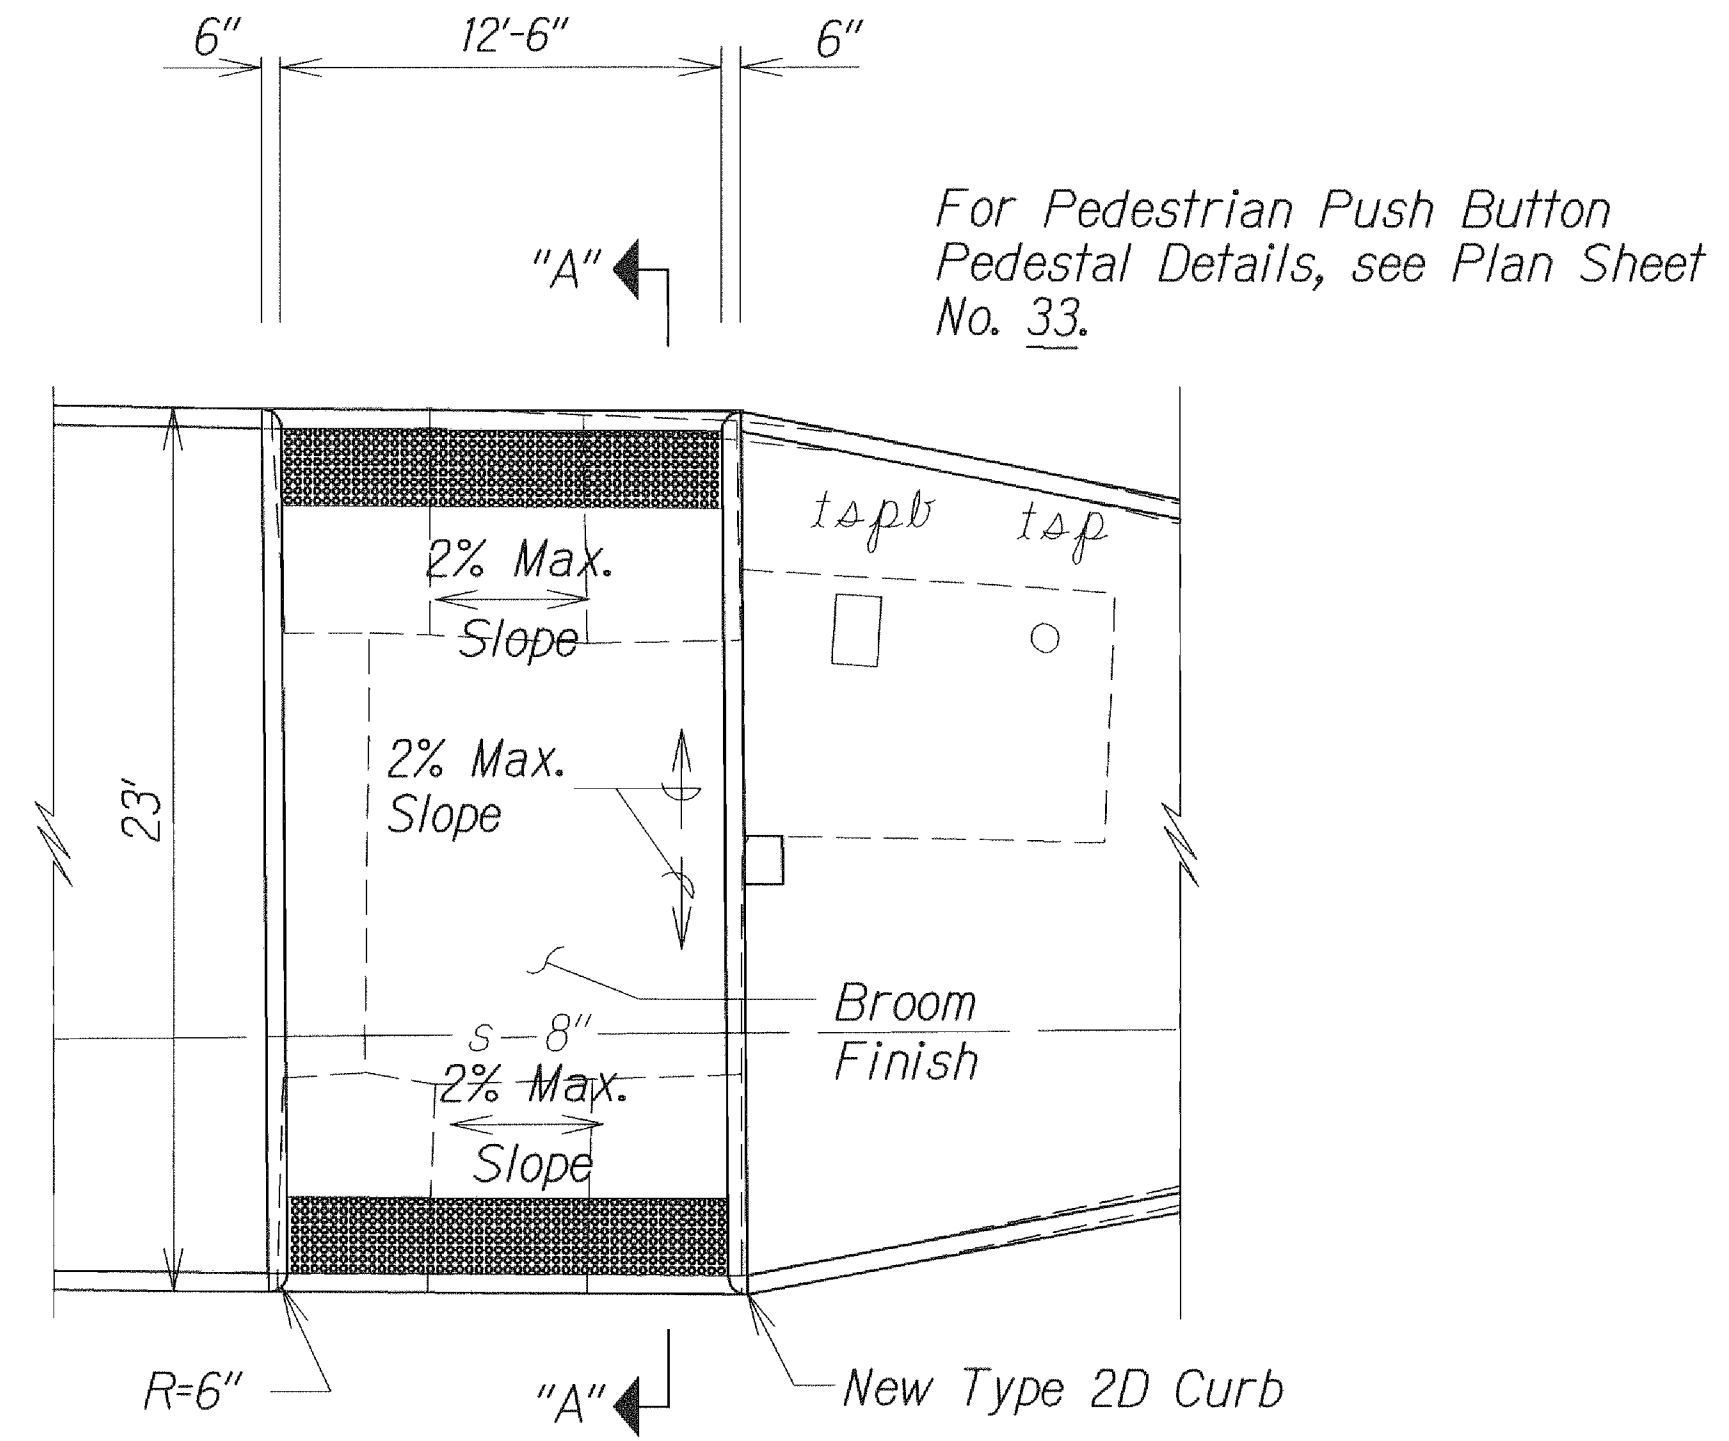 6" 12'-6" 6"
"A"
For Pedestrian Push Button
Pedestal Details, see Plan Sheet
No. 33.
tspb tsp
2% Max.
Slope
2% Max.
Slope
23'
Broom
Finish
s-8"
2% Max.
Slope
R=6"
"A"
New Type 2D Curb